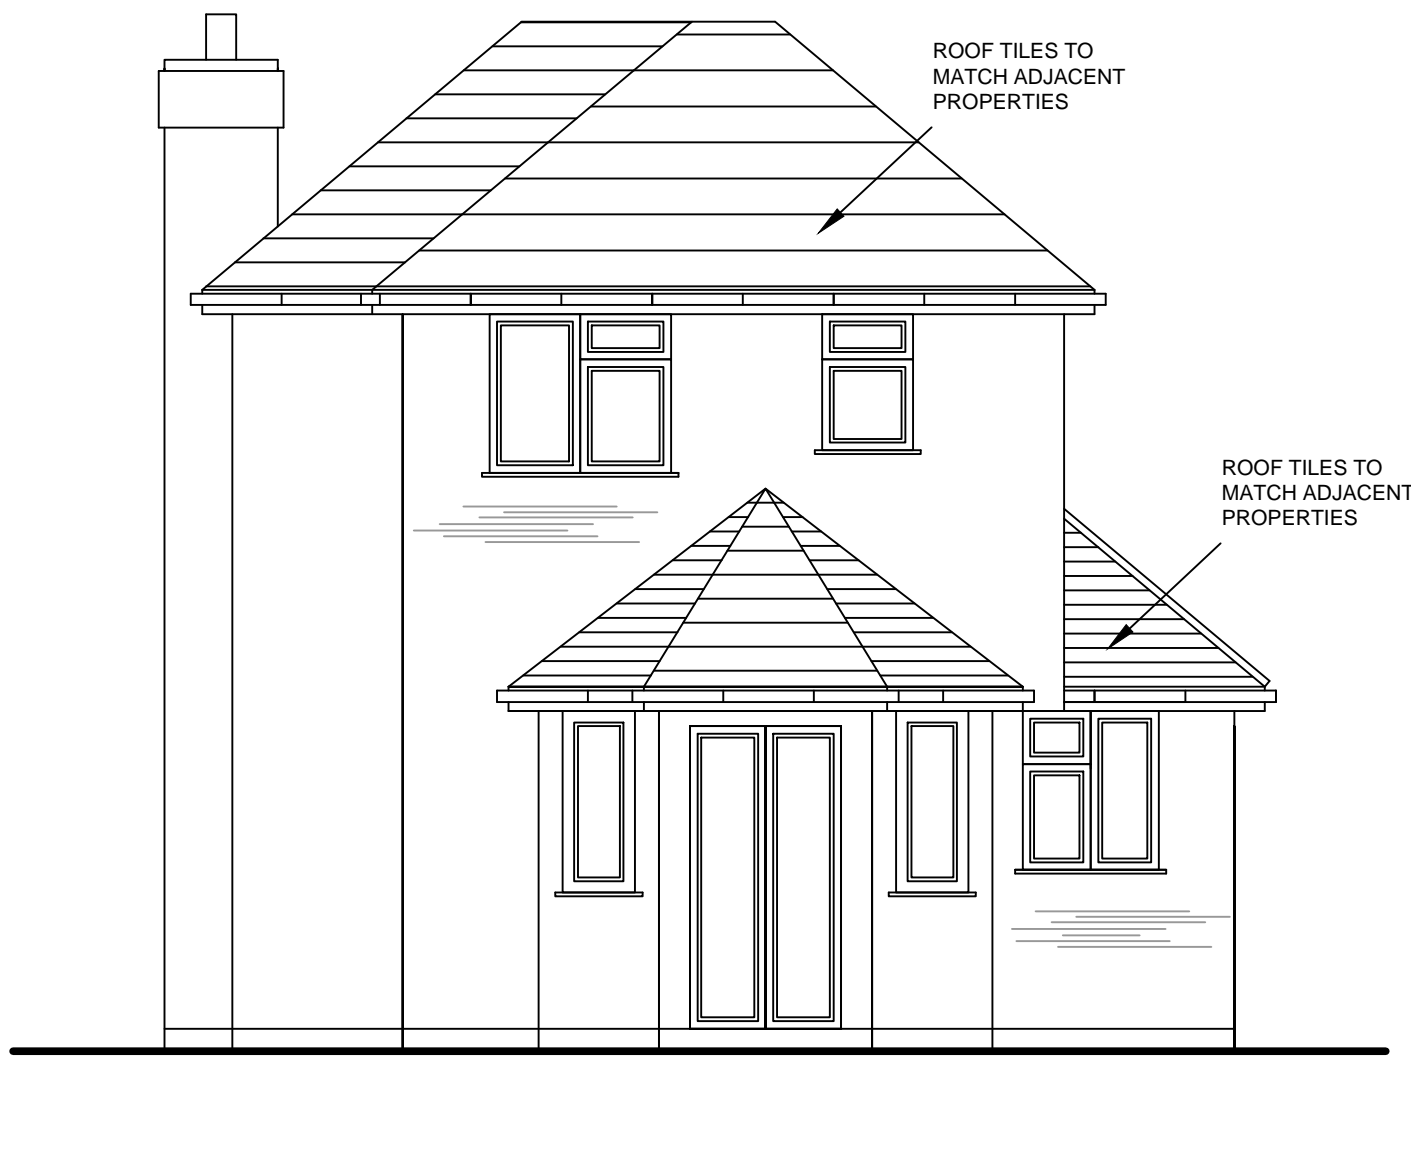 ROOF TILES TO
MATCH ADJACENT
PROPERTIES
ROOF TILES TO
MATCH ADJACENT
PROPERTIES